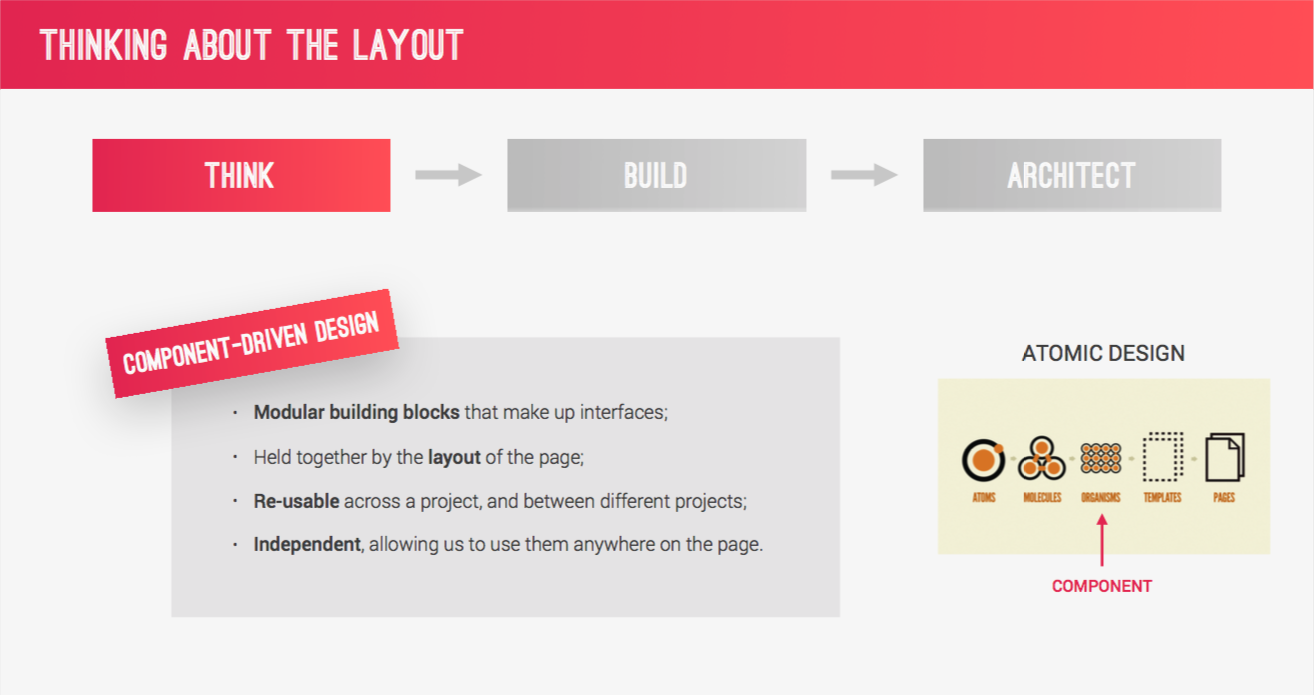 THINKING ABOUT THE LAYOUT
THINK
BUILD
ARCHITECT
COMPONENT-DRIVEN DESIGN
· Modular building blocks that make up interfaces;
· Held together by the layout of the page;
· Re-usable across a project, and between different projects;
· Independent, allowing us to use them anywhere on the page.
ATOMIC DESIGN
ATOMS MOLECULES ORGANISMS TEMPLATES PAGES
COMPONENT